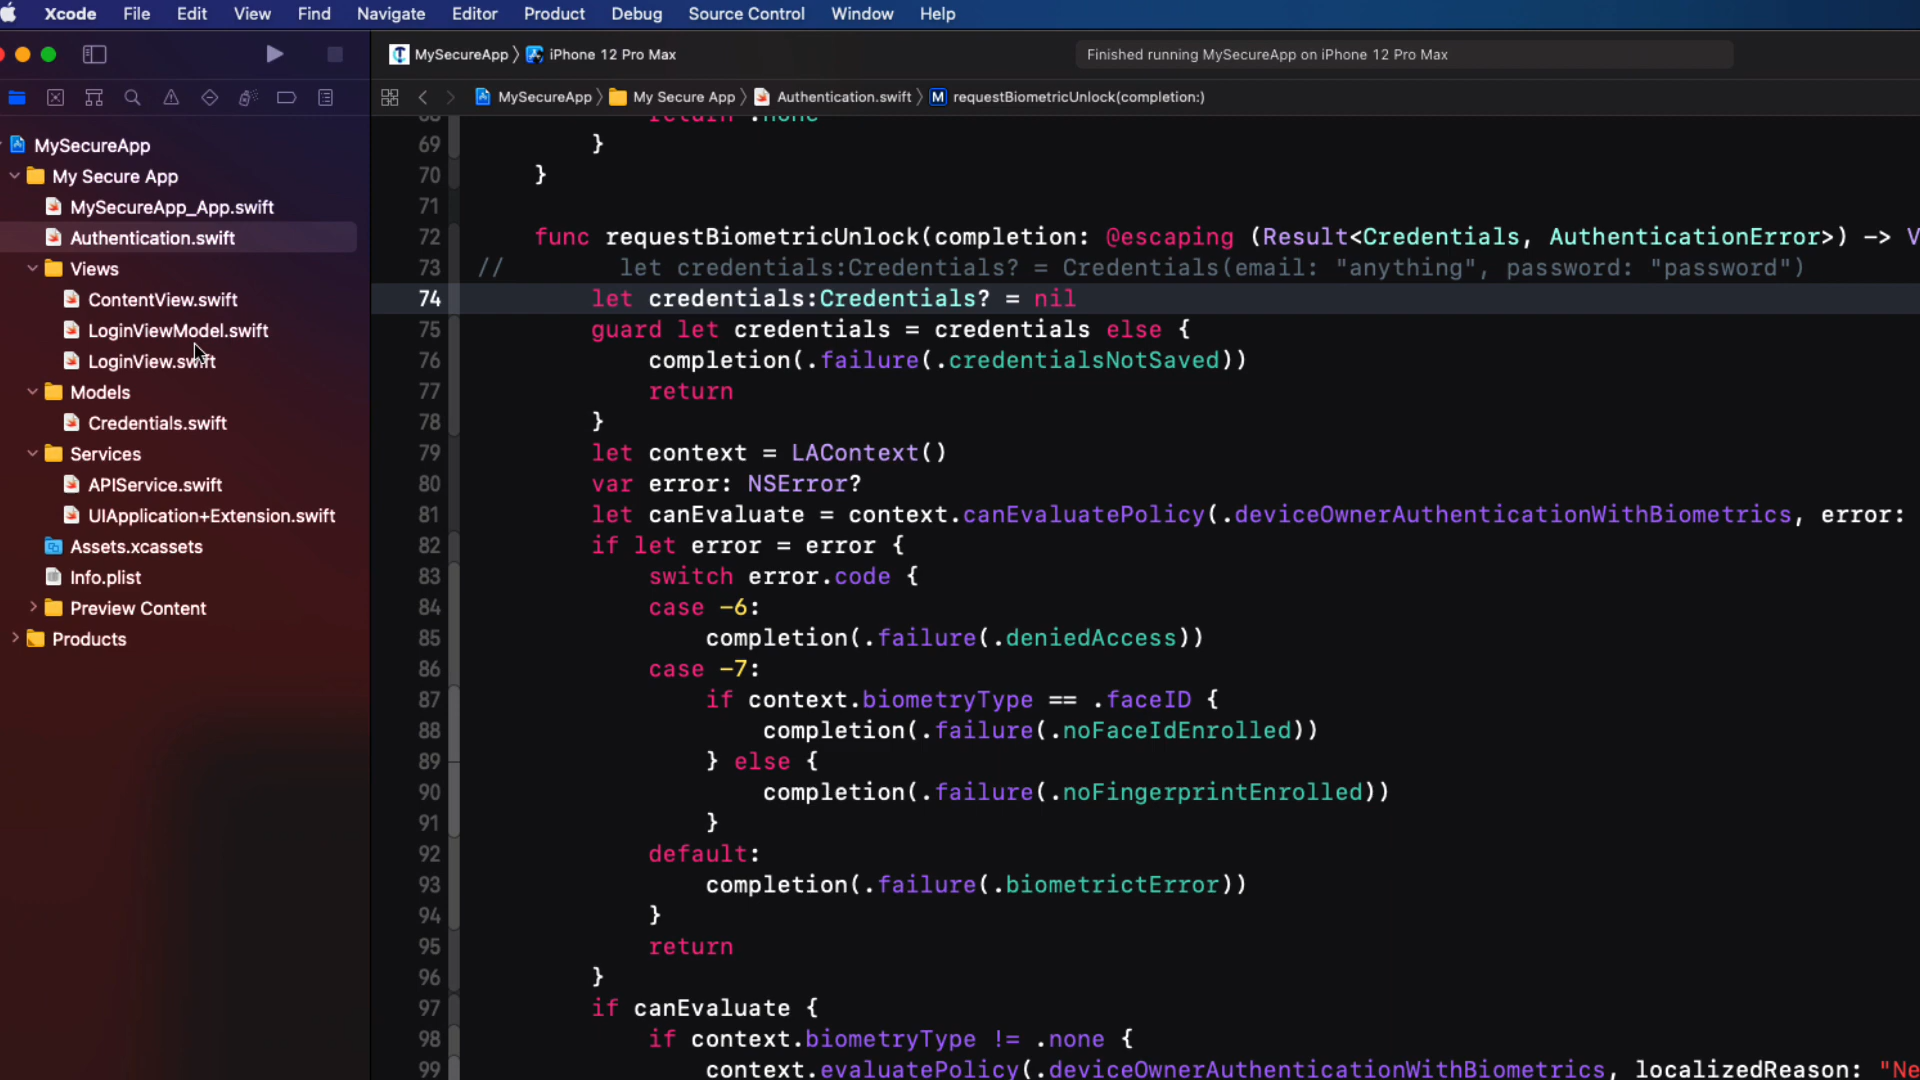 Xcode File Edit View Find Navigate Editor Product Debug Source Control Window Help
MySecureApp 〉 iPhone 12 Pro Max
Finished running MySecureApp on iPhone 12 Pro Max
MySecureApp 〉 My Secure App 〉 Authentication.swift 〉 M requestBiometricUnlock(completion:)
MySecureApp
My Secure App
MySecureApp_App.swift
Authentication.swift
Views
ContentView.swift
LoginViewModel.swift
LoginView.swift
Models
Credentials.swift
Services
APIService.swift
UIApplication+Extension.swift
Assets.xcassets
Info.plist
Preview Content
Products
68 return .none
69 }
70 }
71
72 func requestBiometricUnlock(completion: @escaping (Result<Credentials, AuthenticationError>) -> V
73 // let credentials:Credentials? = Credentials(email: "anything", password: "password")
74 let credentials:Credentials? = nil
75 guard let credentials = credentials else {
76 completion(.failure(.credentialsNotSaved))
77 return
78 }
79 let context = LAContext()
80 var error: NSError?
81 let canEvaluate = context.canEvaluatePolicy(.deviceOwnerAuthenticationWithBiometrics, error:
82 if let error = error {
83 switch error.code {
84 case -6:
85 completion(.failure(.deniedAccess))
86 case -7:
87 if context.biometryType == .faceID {
88 completion(.failure(.noFaceIdEnrolled))
89 } else {
90 completion(.failure(.noFingerprintEnrolled))
91 }
92 default:
93 completion(.failure(.biometrictError))
94 }
95 return
96 }
97 if canEvaluate {
98 if context.biometryType != .none {
99 context.evaluatePolicy(.deviceOwnerAuthenticationWithBiometrics, localizedReason: "Ne